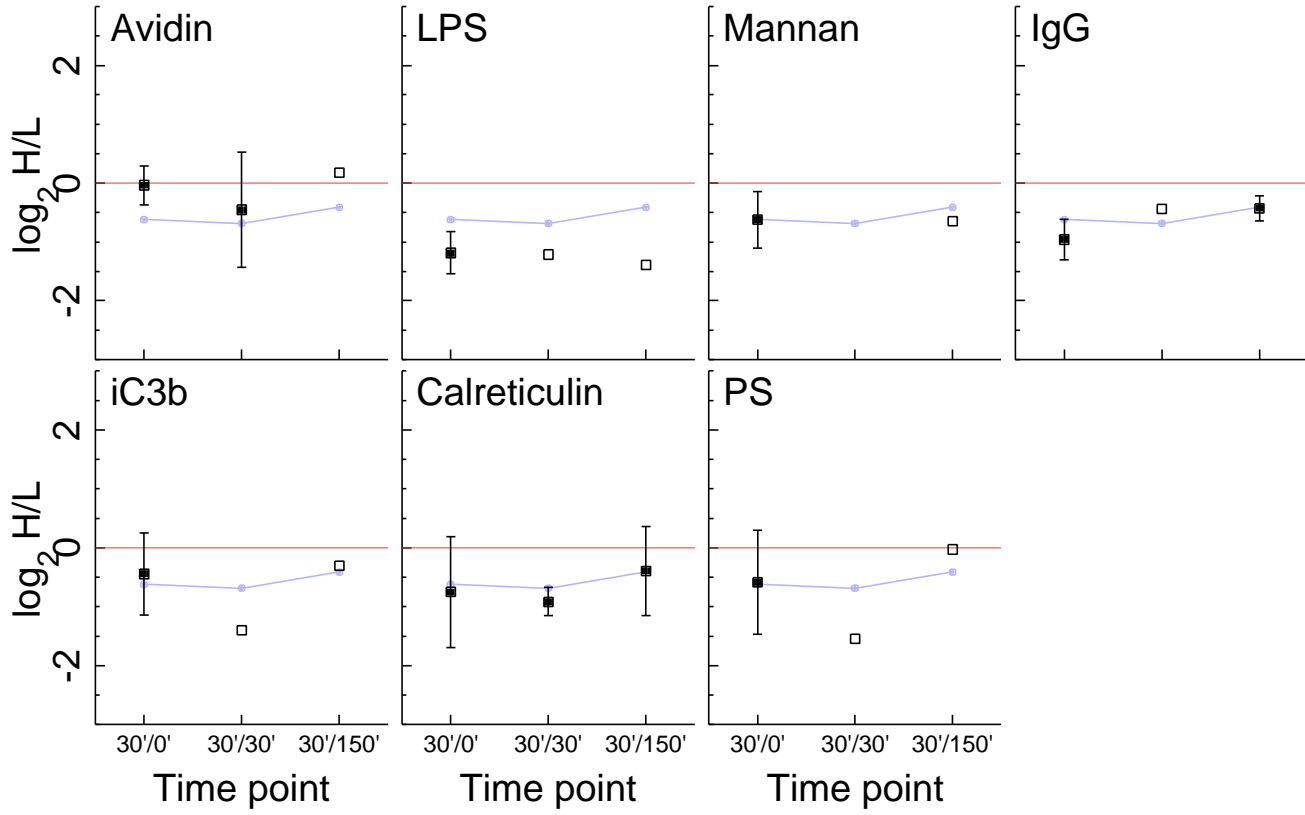 Avidin
LPS
Mannan
IgG
2
0
-2
log2 H/L
iC3b
Calreticulin
PS
2
0
-2
log2 H/L
30'/0' 30'/30' 30'/150'
30'/0' 30'/30' 30'/150'
30'/0' 30'/30' 30'/150'
Time point
Time point
Time point